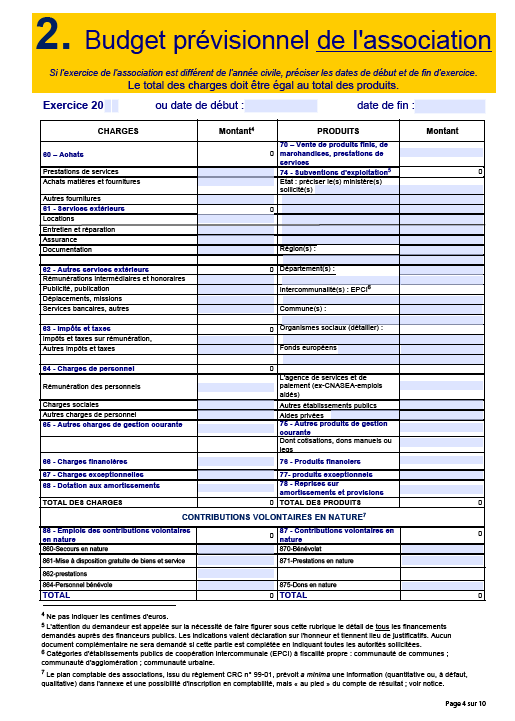 2. Budget prévisionnel de l'association
Si l'exercice de l'association est différent de l'année civile, préciser les dates de début et de fin d'exercice.
Le total des charges doit être égal au total des produits.
Exercice 20 ou date de début : date de fin :
CHARGES Montant4 PRODUITS Montant
60 – Achats 0 70 – Vente de produits finis, de
marchandises, prestations de
services
Prestations de services 74 - Subventions d'exploitation5 0
Achats matières et fournitures Etat : préciser le(s) ministère(s)
sollicité(s)
Autres fournitures
61 - Services extérieurs 0
Locations
Entretien et réparation
Assurance
Documentation Région(s) :
62 - Autres services extérieurs 0 Département(s) :
Rémunérations intermédiaires et honoraires
Publicité, publication Intercommunalité(s) : EPCI6
Déplacements, missions
Services bancaires, autres Commune(s) :
63 - Impôts et taxes 0 Organismes sociaux (détailler) :
Impôts et taxes sur rémunération,
Autres impôts et taxes Fonds européens
64 - Charges de personnel 0
Rémunération des personnels L'agence de services et de
paiement (ex-CNASEA-emplois
aidés)
Charges sociales Autres établissements publics
Autres charges de personnel Aides privées
65 - Autres charges de gestion courante 75 - Autres produits de gestion
courante
Dont cotisations, dons manuels ou
legs
66 - Charges financières 76 - Produits financiers
67 - Charges exceptionnelles 77- produits exceptionnels
68 - Dotation aux amortissements 78 - Reprises sur
amortissements et provisions
TOTAL DES CHARGES 0 TOTAL DES PRODUITS 0
CONTRIBUTIONS VOLONTAIRES EN NATURE7
86 - Emplois des contributions volontaires
en nature 0 87 - Contributions volontaires en
nature 0
860-Secours en nature 870-Bénévolat
861-Mise à disposition gratuite de biens et service 871-Prestations en nature
862-prestations
864-Personnel bénévole 875-Dons en nature
TOTAL 0 TOTAL 0
4 Ne pas indiquer les centimes d'euros.
5 L'attention du demandeur est appelée sur la nécessité de faire figurer sous cette rubrique le détail de tous les financements
demandés auprès des financeurs publics. Les indications valent déclaration sur l'honneur et tiennent lieu de justificatifs. Aucun
document complémentaire ne sera demandé si cette partie est complétée en indiquant toutes les autorités sollicitées.
6 Catégories d'établissements publics de coopération intercommunale (EPCI) à fiscalité propre : communauté de communes ;
communauté d'agglomération ; communauté urbaine.
7 Le plan comptable des associations, issu du règlement CRC n° 99-01, prévoit a minima une information (quantitative ou, à défaut,
qualitative) dans l'annexe et une possibilité d'inscription en comptabilité, mais « au pied » du compte de résultat ; voir notice.
Page 4 sur 10